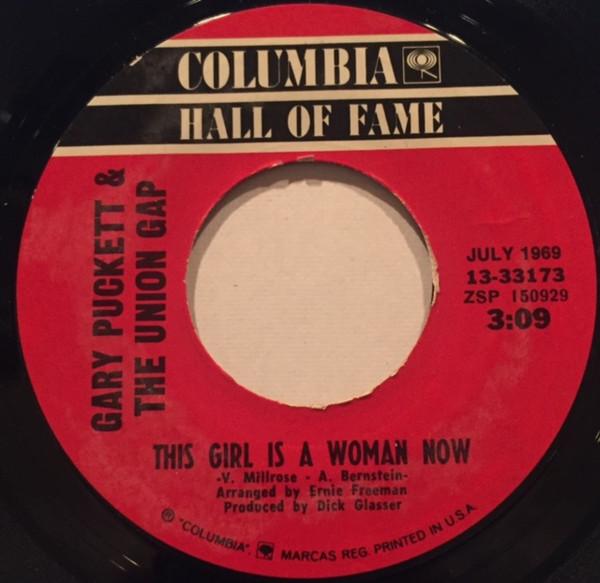 COLUMBIA
HALL OF FAME
GARY PUCKETT &
THE UNION GAP
JULY 1969
13-33173
ZSP 150929
3:09
THIS GIRL IS A WOMAN NOW
-V. Millrose - A. Bernstein-
Arranged by Ernie Freeman
Produced by Dick Glasser
® "COLUMBIA", MARCAS REG. PRINTED IN U.S.A.